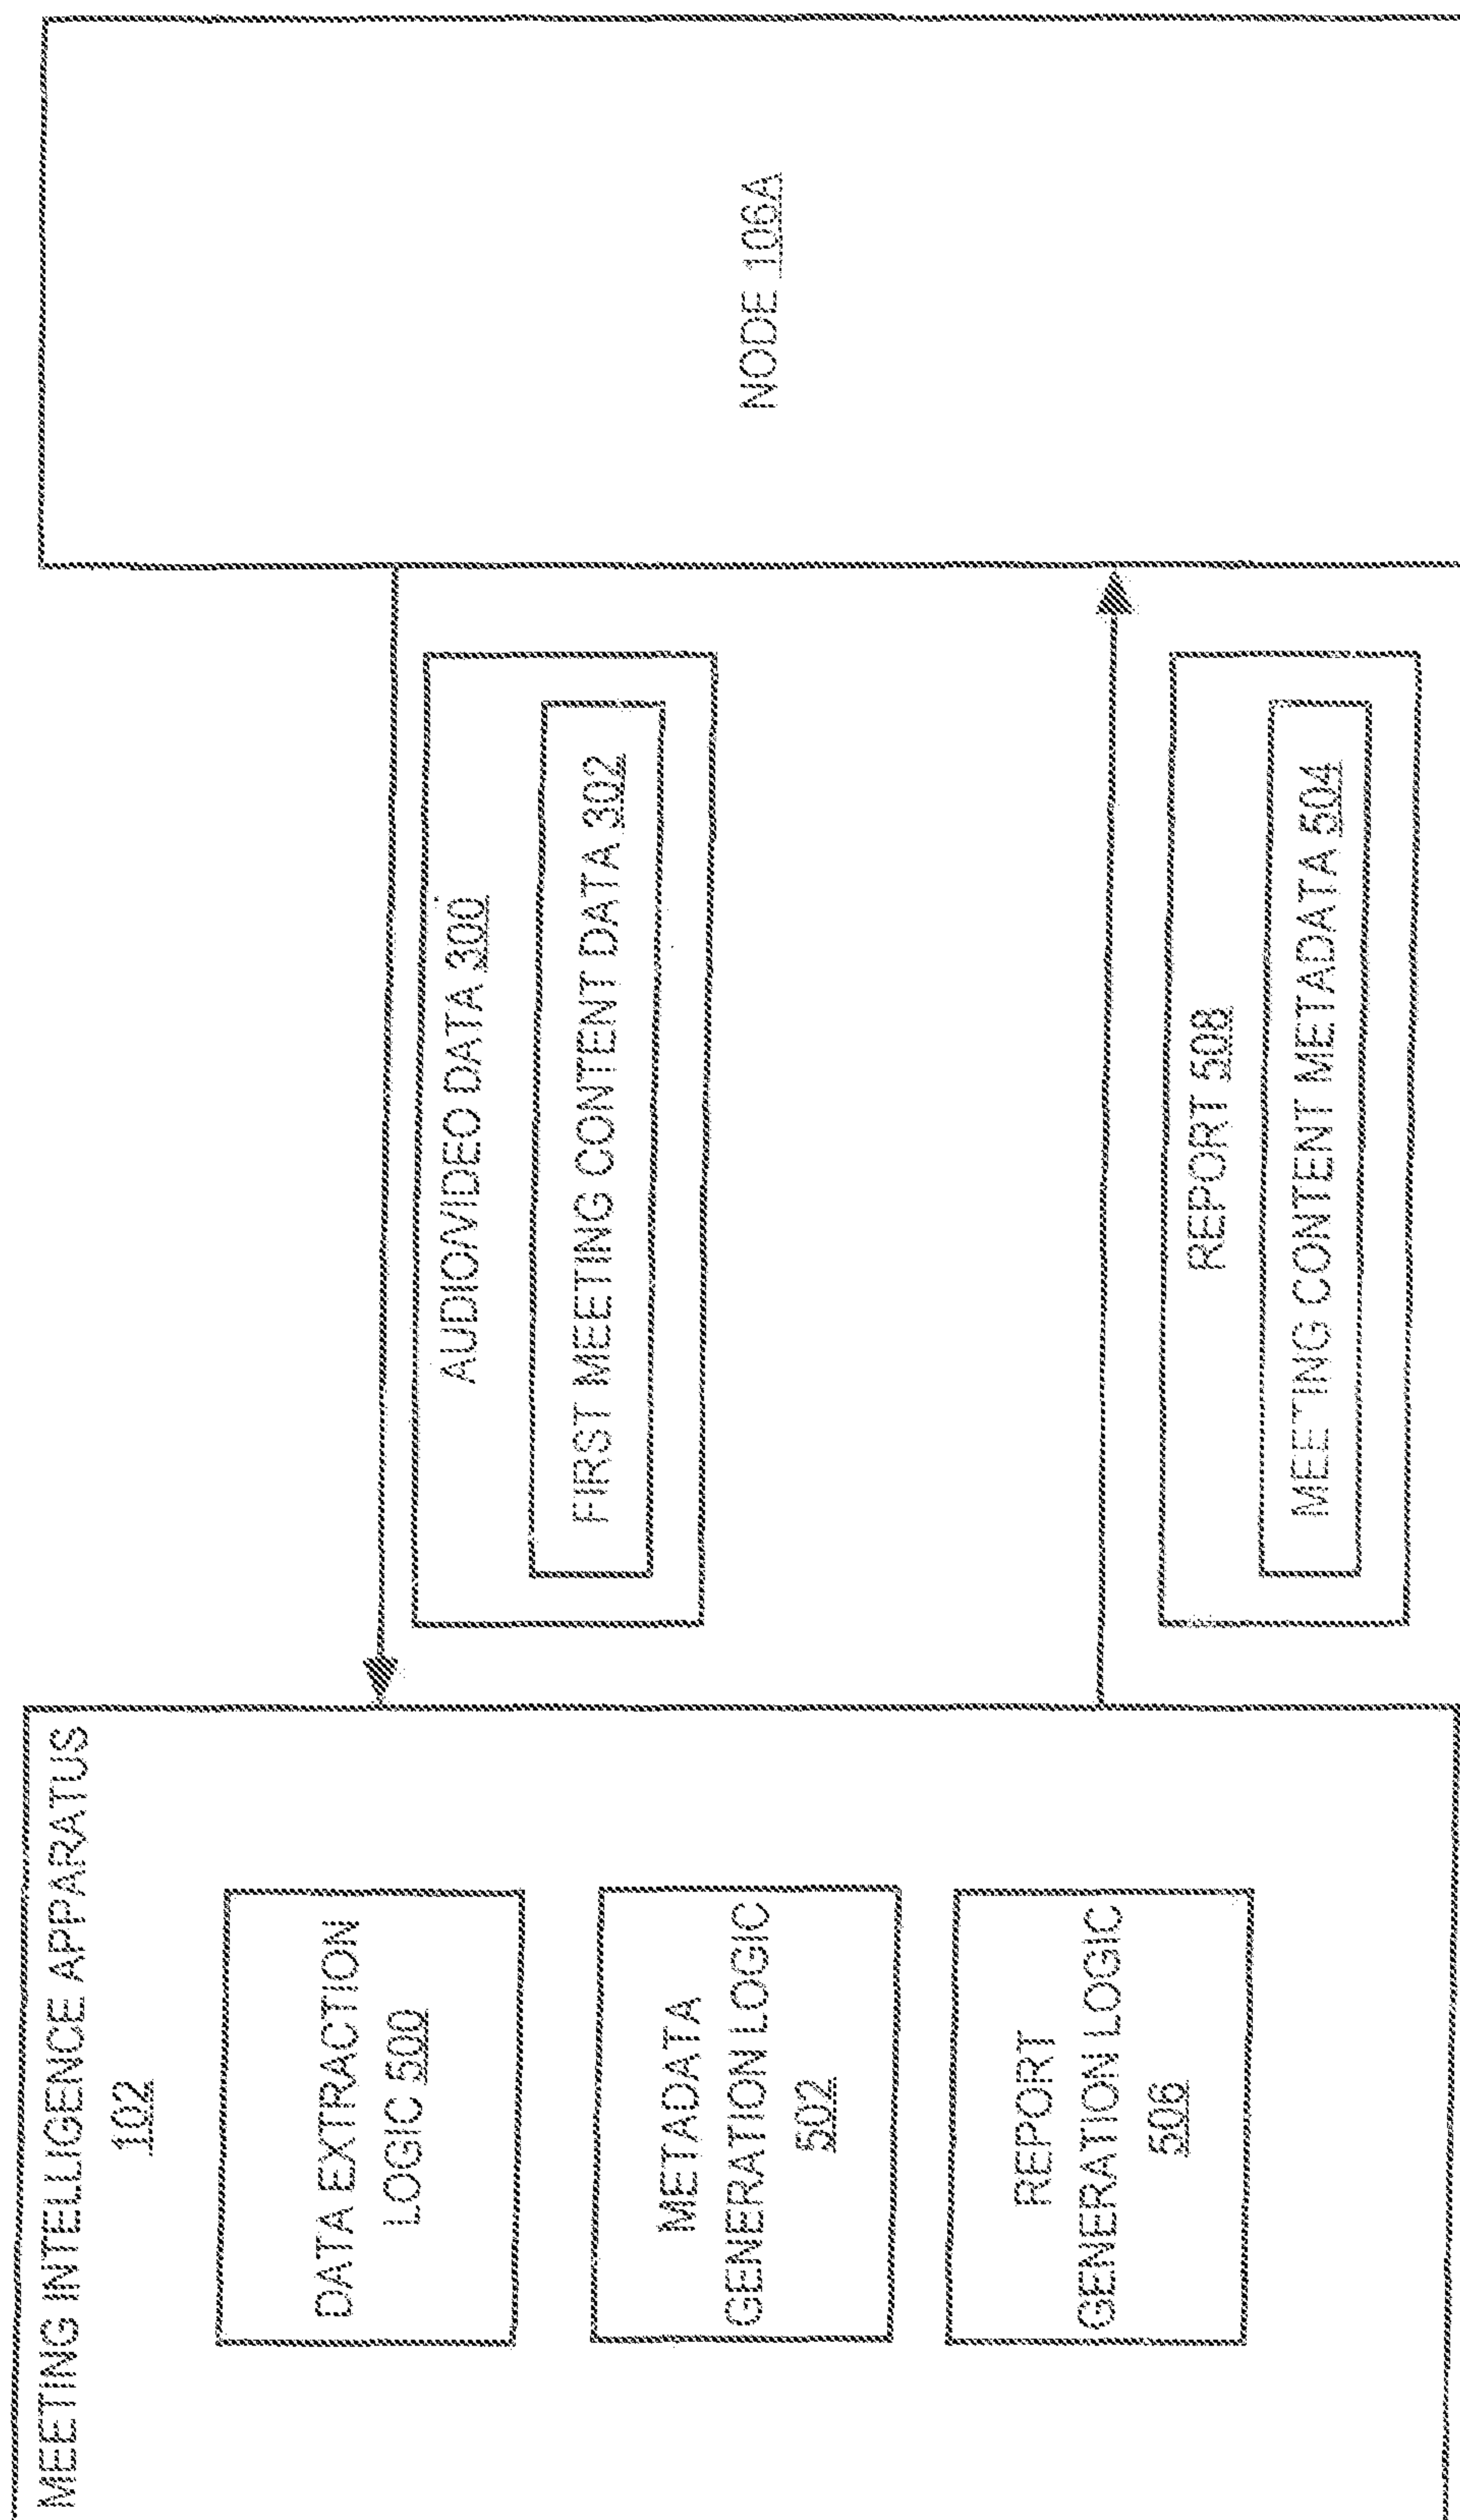 MEETING INTELLIGENCE APPARATUS
102
DATA EXTRACTION
LOGIC 500
METADATA
GENERATION LOGIC
502
REPORT
GENERATION LOGIC
506
AUDIO/VIDEO DATA 300
FIRST MEETING CONTENT DATA 302
REPORT 508
MEETING CONTENT METADATA 504
NODE 106A